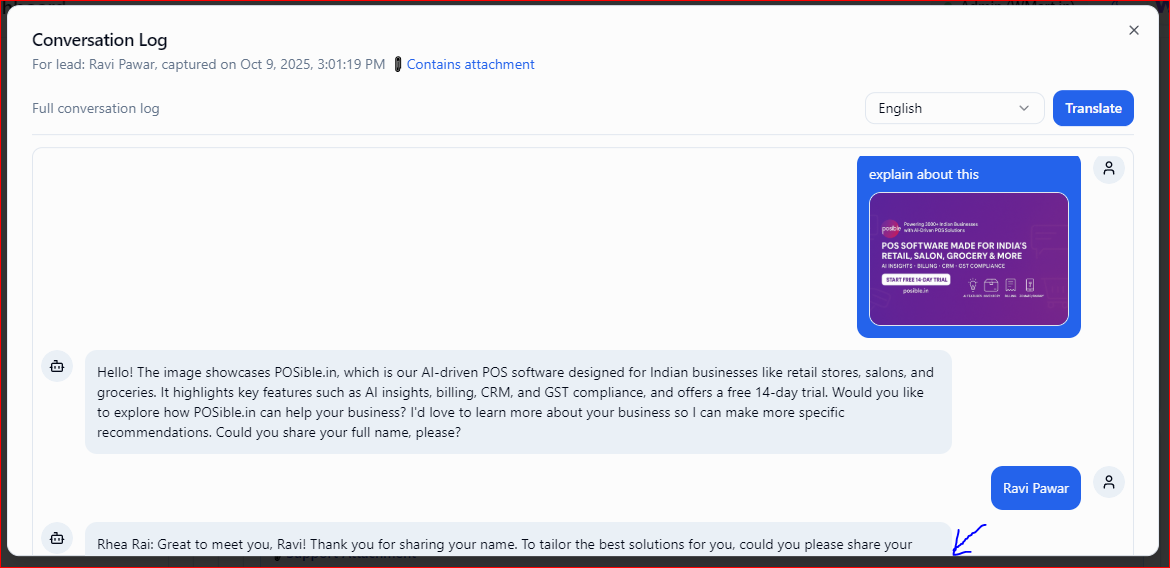 Conversation Log
For lead: Ravi Pawar, captured on Oct 9, 2025, 3:01:19 PM Contains attachment
Full conversation log
English
Translate
explain about this
posible
Powering 2000+ Indian Businesses
with AI-Driven POS Solutions
POS SOFTWARE MADE FOR INDIA'S
RETAIL, SALON, GROCERY & MORE
AI INSIGHTS · BILLING · CRM · GST COMPLIANCE
START FREE 14-DAY TRIAL
posible.in
Hello! The image showcases POSible.in, which is our AI-driven POS software designed for Indian businesses like retail stores, salons, and
groceries. It highlights key features such as AI insights, billing, CRM, and GST compliance, and offers a free 14-day trial. Would you like
to explore how POSible.in can help your business? I'd love to learn more about your business so I can make more specific
recommendations. Could you share your full name, please?
Ravi Pawar
Rhea Rai: Great to meet you, Ravi! Thank you for sharing your name. To tailor the best solutions for you, could you please share your